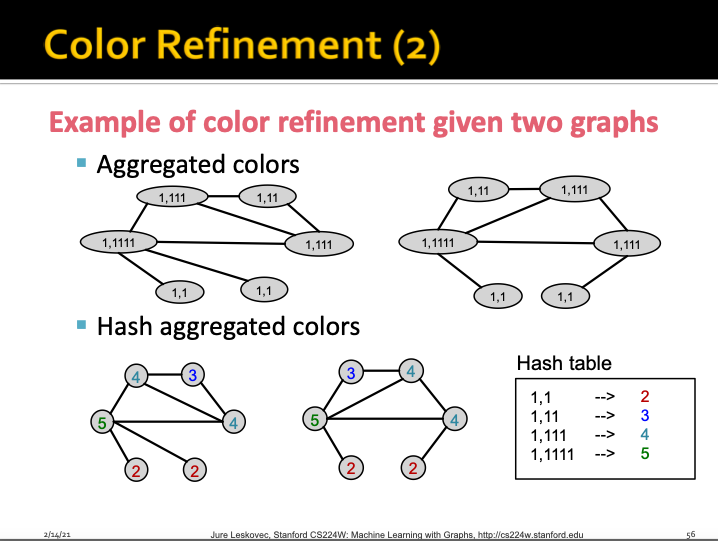 Color Refinement (2)
Example of color refinement given two graphs
Aggregated colors
1,111
1,11
1,1111
1,111
1,1
1,1
1,11
1,111
1,1111
1,111
1,1
1,1
Hash aggregated colors
4
3
5
4
2
2
3
4
5
4
2
2
Hash table
1,1 --> 2
1,11 --> 3
1,111 --> 4
1,1111 --> 5
2/14/21
Jure Leskovec, Stanford CS224W: Machine Learning with Graphs, http://cs224w.stanford.edu
56